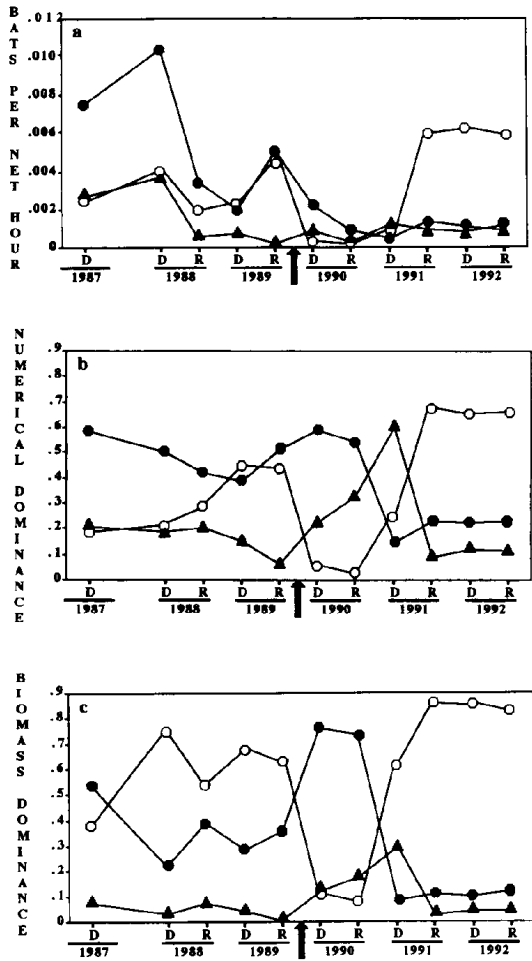 BATS PER NET HOUR
a
.012
.010
.008
.006
.004
.002
0
D D R D R D R D R D R
1987 1988 1989 1990 1991 1992
NUMERICAL DOMINANCE
b
.9
.8
.7
.6
.5
.4
.3
.2
.1
0
D D R D R D R D R D R
1987 1988 1989 1990 1991 1992
BIOMASS DOMINANCE
c
.9
.8
.7
.6
.5
.4
.3
.2
.1
0
D D R D R D R D R D R
1987 1988 1989 1990 1991 1992